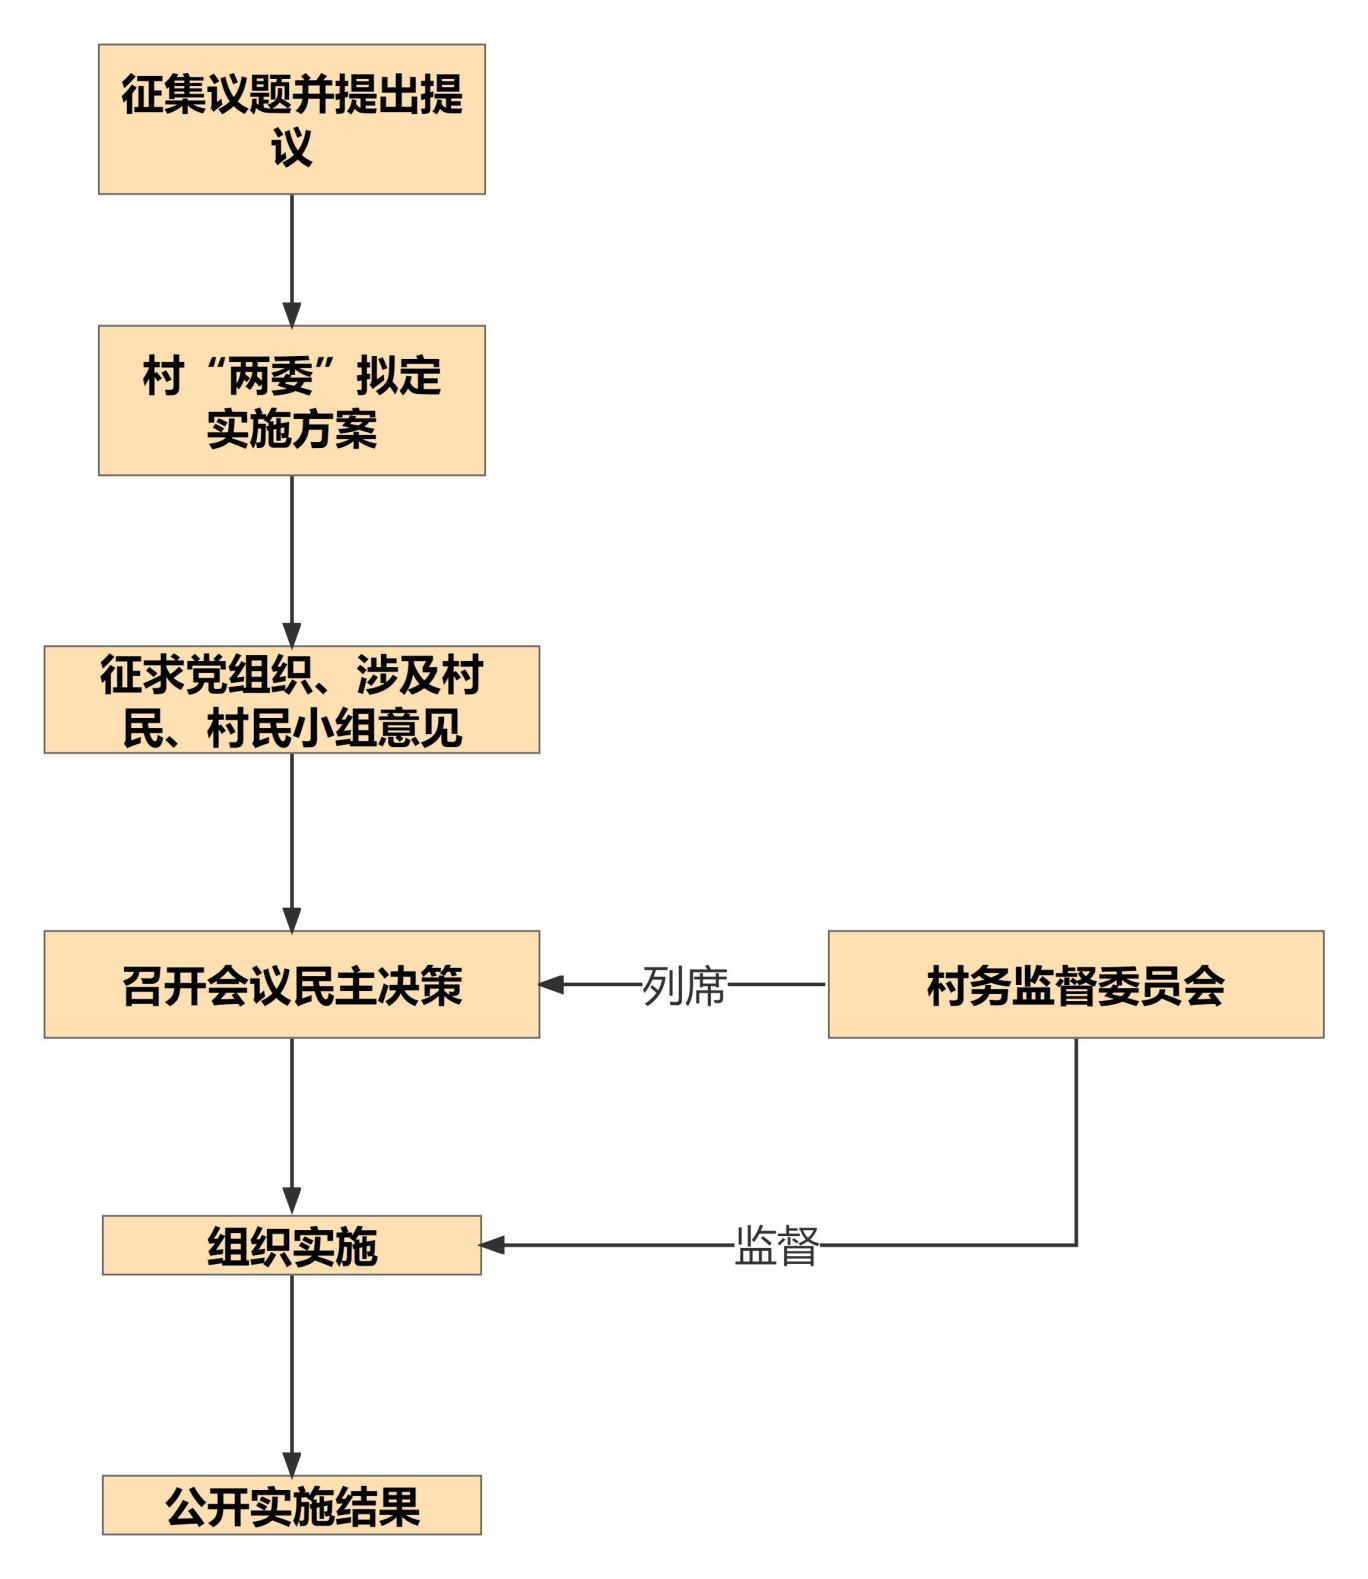 征集议题并提出提
议
村“两委”拟定
实施方案
征求党组织、涉及村
民、村民小组意见
召开会议民主决策
列席
村务监督委员会
组织实施
监督
公开实施结果